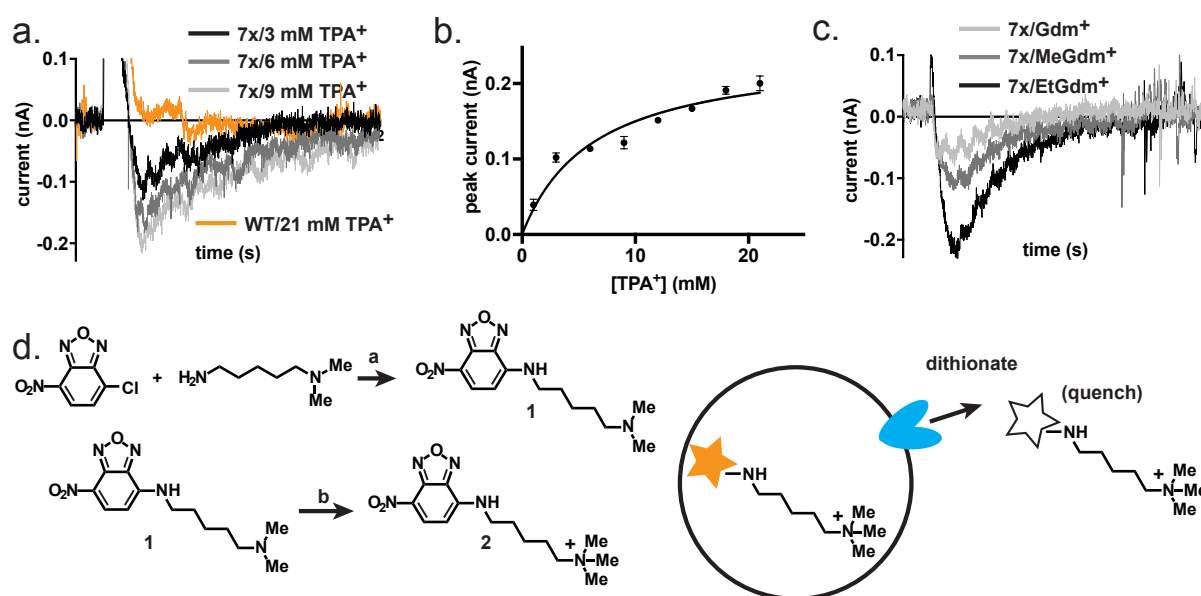 a.
7x/3 mM TPA⁺
7x/6 mM TPA⁺
7x/9 mM TPA⁺
0.1
0.0
-0.1
-0.2
current (nA)
2
WT/21 mM TPA⁺
time (s)
b.
peak current (nA)
0.2
0.1
0.0
0
10
20
[TPA⁺] (mM)
c.
7x/Gdm⁺
7x/MeGdm⁺
7x/EtGdm⁺
0.1
0.0
-0.1
-0.2
current (nA)
time (s)
d.
N O N
O₂N Cl
+
H₂N N Me
Me
a
N O N
O₂N NH
1
N Me
Me
N O N
O₂N NH
1
N Me
Me
b
N O N
O₂N NH
2
+
N Me
Me Me
NH
+
N Me
Me Me
dithionate
(quench)
NH
+
N Me
Me Me